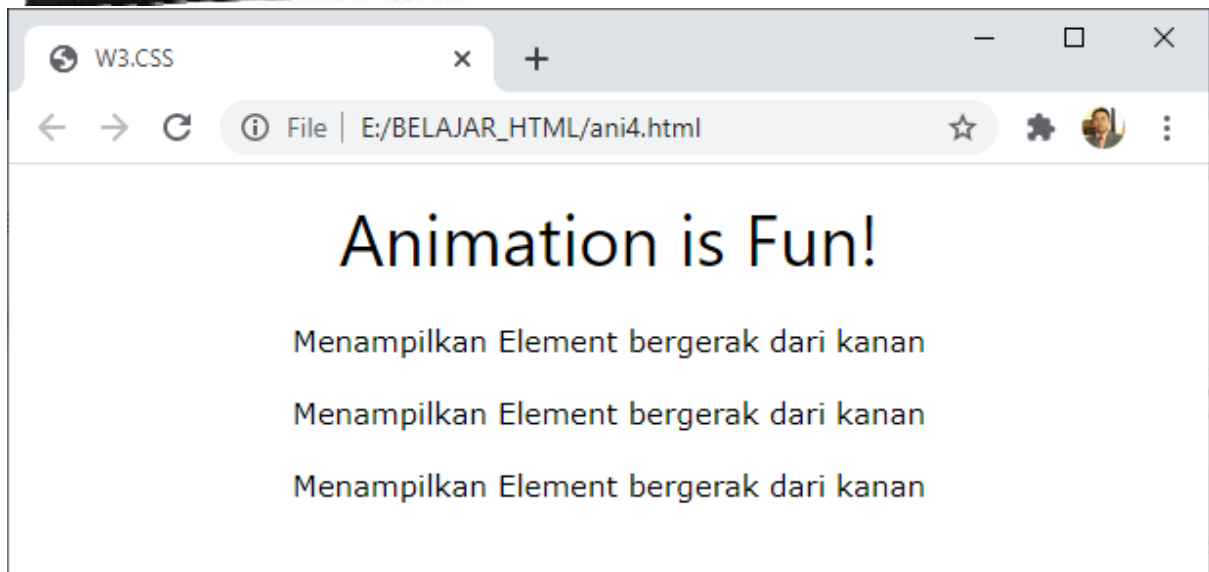 W3.CSS
File | E:/BELAJAR_HTML/ani4.html
Animation is Fun!
Menampilkan Element bergerak dari kanan
Menampilkan Element bergerak dari kanan
Menampilkan Element bergerak dari kanan